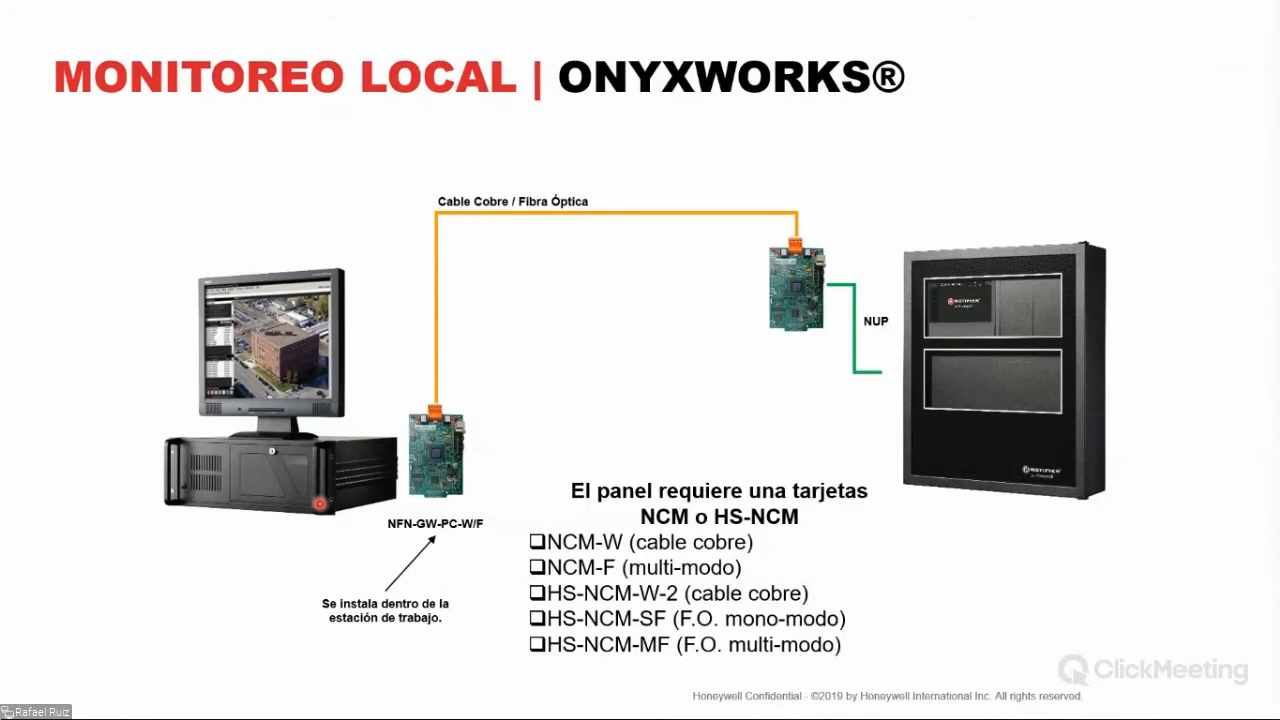 MONITOREO LOCAL | ONYXWORKS®
Cable Cobre / Fibra Óptica
NUP
NOTIFIER
NOTIFIER
NFN-GW-PC-W/F
Se instala dentro de la
estación de trabajo.
El panel requiere una tarjetas
NCM o HS-NCM
❑NCM-W (cable cobre)
❑NCM-F (multi-modo)
❑HS-NCM-W-2 (cable cobre)
❑HS-NCM-SF (F.O. mono-modo)
❑HS-NCM-MF (F.O. multi-modo)
ClickMeeting
Honeywell Confidential - ©2019 by Honeywell International Inc. All rights reserved.
Rafael Ruiz